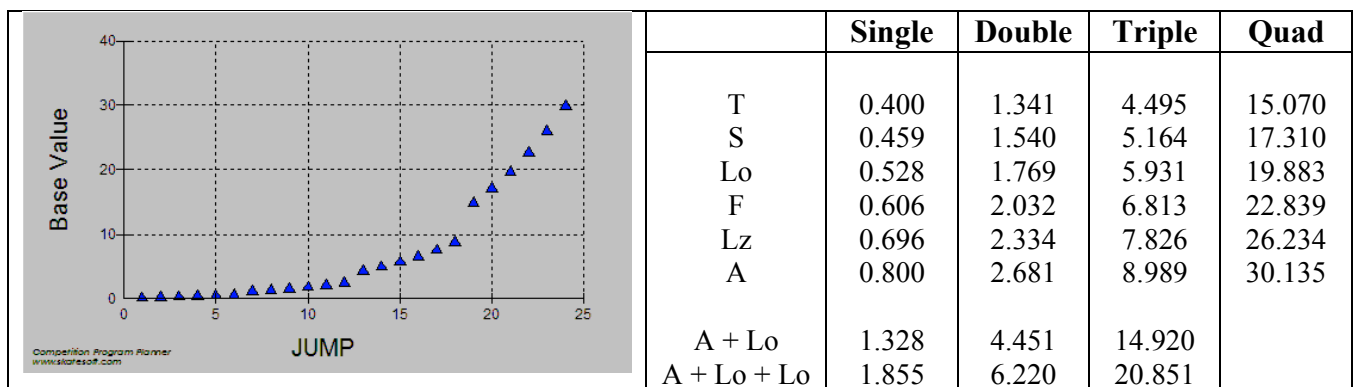 40
30
20
10
0
0 5 10 15 20 25
Base Value
JUMP
Competition Program Planner
www.skatesoft.com
Single Double Triple Quad
T 0.400 1.341 4.495 15.070
S 0.459 1.540 5.164 17.310
Lo 0.528 1.769 5.931 19.883
F 0.606 2.032 6.813 22.839
Lz 0.696 2.334 7.826 26.234
A 0.800 2.681 8.989 30.135
A + Lo 1.328 4.451 14.920
A + Lo + Lo 1.855 6.220 20.851